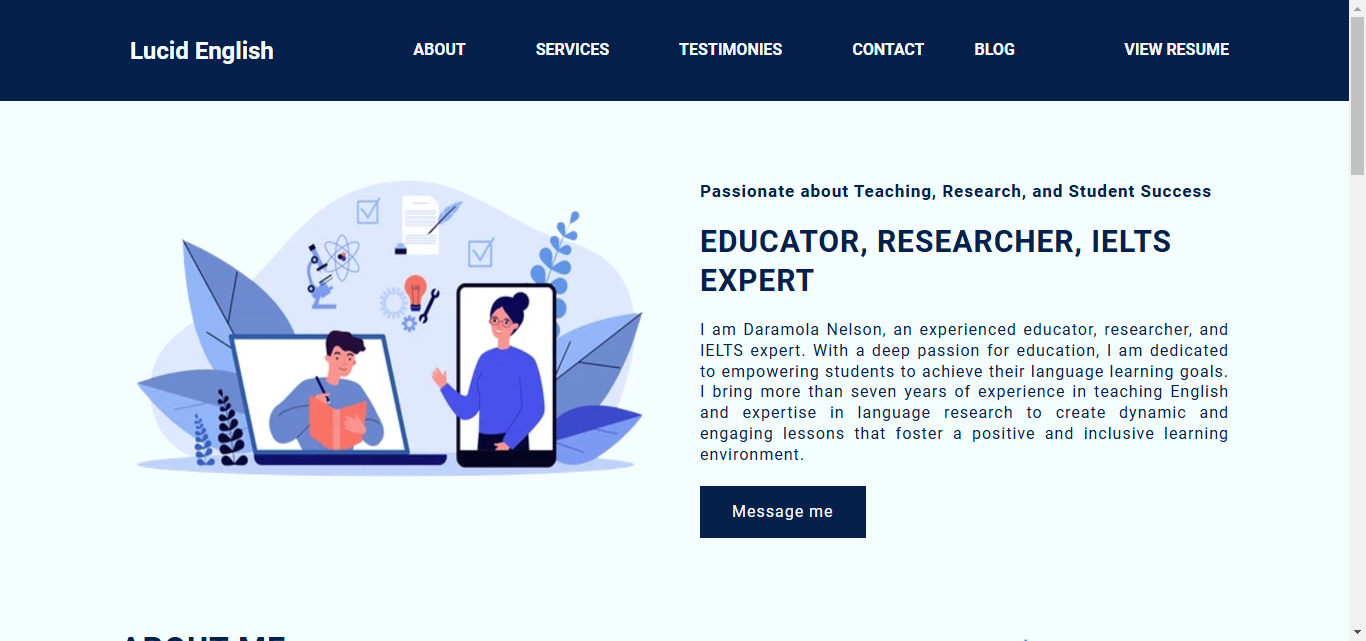 Lucid English
ABOUT
SERVICES
TESTIMONIES
CONTACT
BLOG
VIEW RESUME
Passionate about Teaching, Research, and Student Success
EDUCATOR, RESEARCHER, IELTS
EXPERT
I am Daramola Nelson, an experienced educator, researcher, and
IELTS expert. With a deep passion for education, I am dedicated
to empowering students to achieve their language learning goals.
I bring more than seven years of experience in teaching English
and expertise in language research to create dynamic and
engaging lessons that foster a positive and inclusive learning
environment.
Message me
ABOUT ME